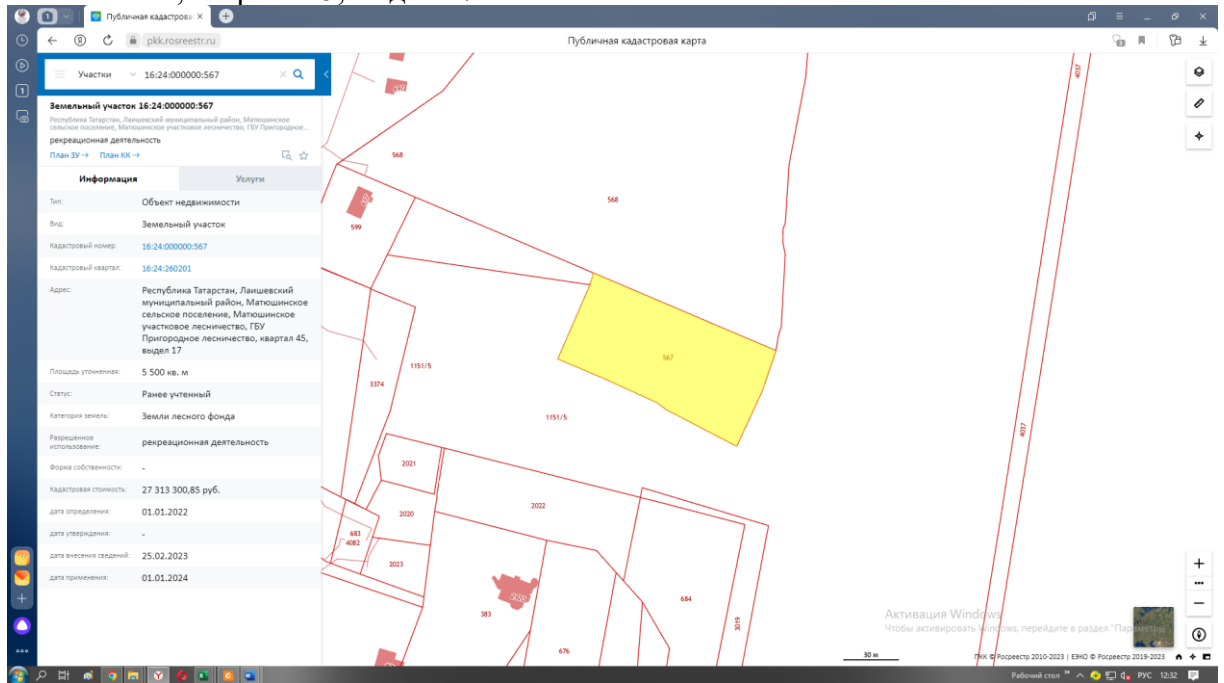 Публичная кадастрова
pkk.rosreestr.ru
Публичная кадастровая карта
Участки
16:24:000000:567
Земельный участок 16:24:000000:567
Республика Татарстан, Лаишевский муниципальный район, Матюшинское
сельское поселение, Матюшинское участковое лесничество, ГБУ Пригородное...
рекреационная деятельность
План ЗУ → План КК →
Информация
Услуги
Тип: Объект недвижимости
Вид: Земельный участок
Кадастровый номер: 16:24:000000:567
Кадастровый квартал: 16:24:260201
Адрес: Республика Татарстан, Лаишевский
муниципальный район, Матюшинское
сельское поселение, Матюшинское
участковое лесничество, ГБУ
Пригородное лесничество, квартал 45,
выдел 17
Площадь уточненная: 5 500 кв. м
Статус: Ранее учтенный
Категория земель: Земли лесного фонда
Разрешенное
использование: рекреационная деятельность
Форма собственности: -
Кадастровая стоимость: 27 313 300,85 руб.
дата определения: 01.01.2022
дата утверждения: -
дата внесения сведений: 25.02.2023
дата применения: 01.01.2024
4037
568
568
599
567
1151/5
3374
1151/5
4037
2021
2022
2020
683
4082
2023
684
383
3019
676
Активация Windows
Чтобы активировать Windows, перейдите в раздел "Параметры
30 м
ПКК © Росреестр 2010-2023 | ЕЭКО © Росреестр 2019-2023
Рабочий стол
РУС
12:32